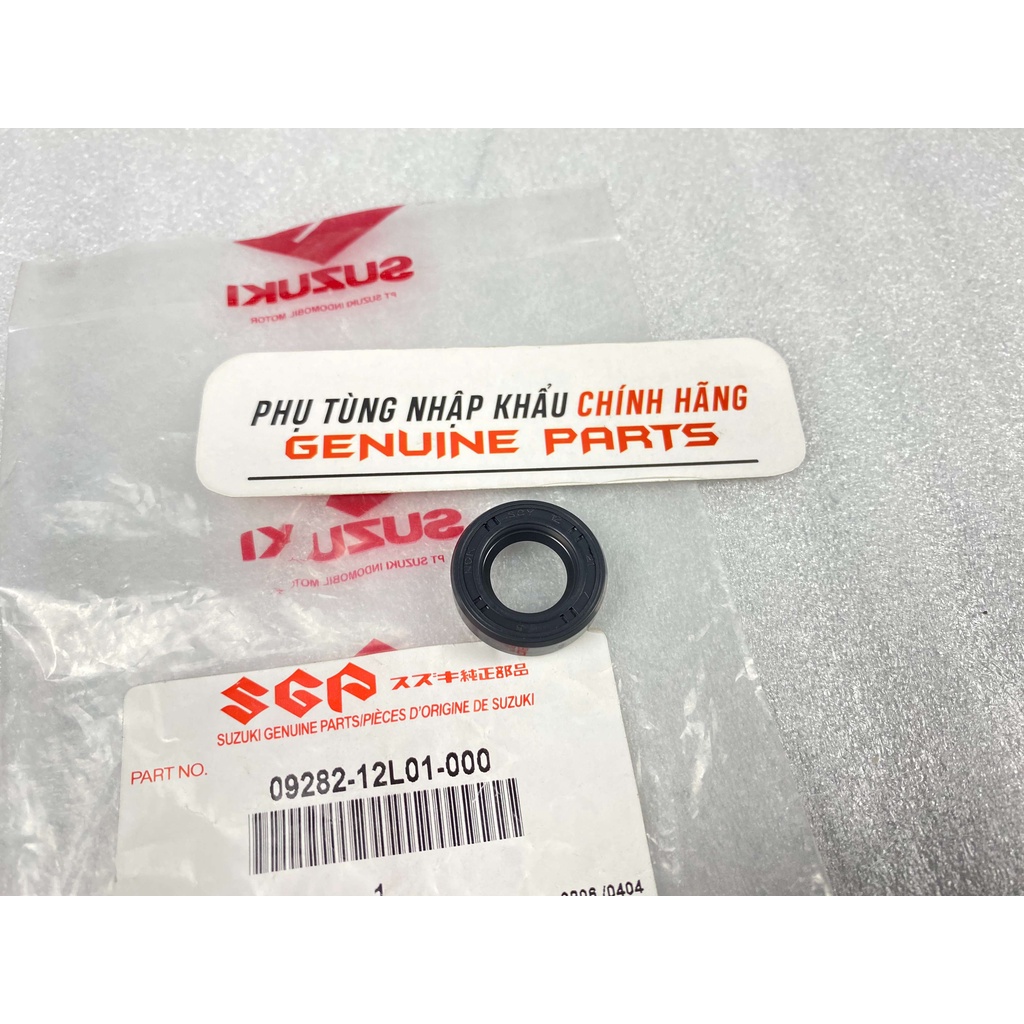 SUZUKI
PT SUZUKI INDOMOBIL MOTOR
PHỤ TÙNG NHẬP KHẨU CHÍNH HÃNG
GENUINE PARTS
SUZUKI
PT SUZUKI INDOMOBIL
SGP スズキ純正部品
SUZUKI GENUINE PARTS/PIÈCES D'ORIGINE DE SUZUKI
PART NO. 09282-12L01-000
1
/0404